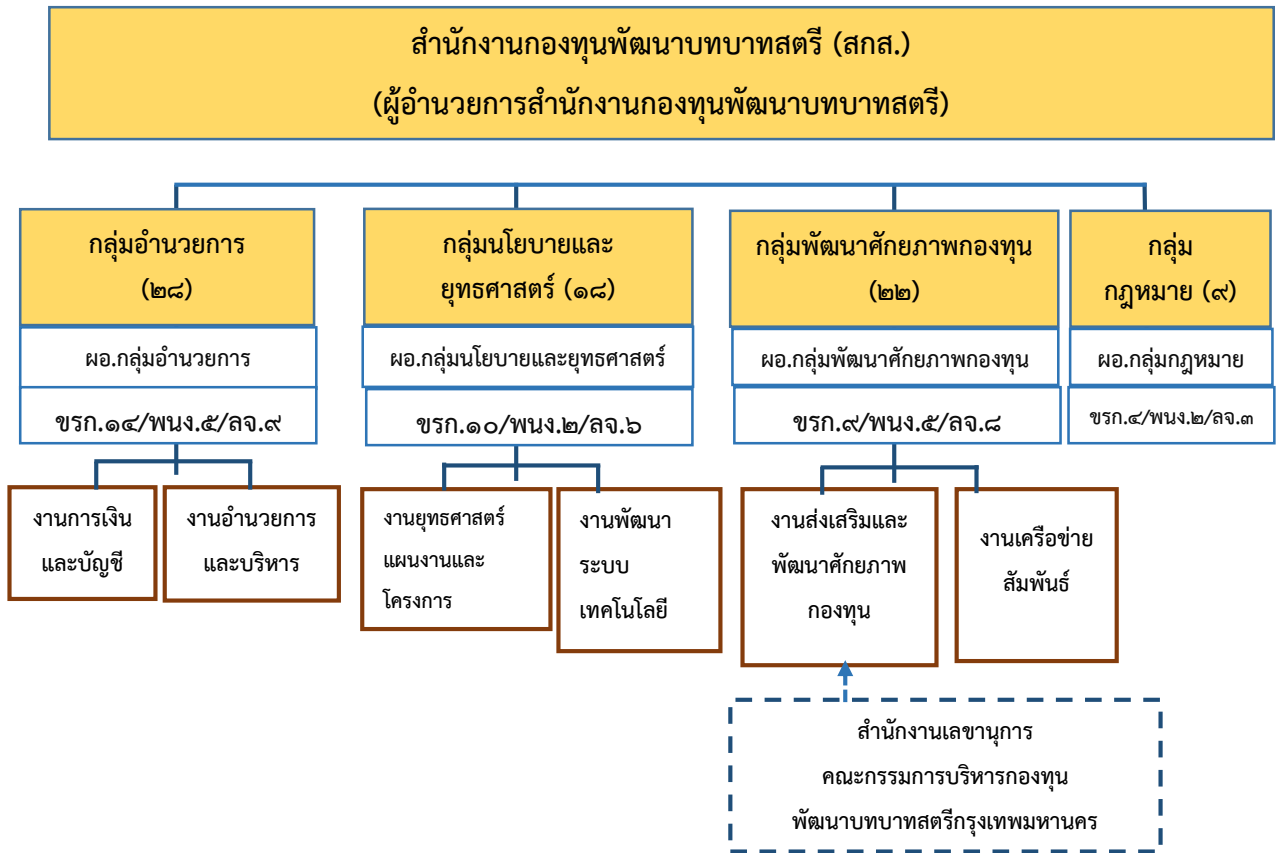 สำนักงานกองทุนพัฒนาบทบาทสตรี (สกส.)
(ผู้อำนวยการสำนักงานกองทุนพัฒนาบทบาทสตรี)
กลุ่มอำนวยการ
(๒๘)
ผอ.กลุ่มอำนวยการ
ขรก.๑๔/พนง.๕/ลจ.๙
กลุ่มนโยบายและ
ยุทธศาสตร์ (๑๘)
ผอ.กลุ่มนโยบายและยุทธศาสตร์
ขรก.๑๐/พนง.๒/ลจ.๖
กลุ่มพัฒนาศักยภาพกองทุน
(๒๒)
ผอ.กลุ่มพัฒนาศักยภาพกองทุน
ขรก.๙/พนง.๕/ลจ.๘
กลุ่ม
กฎหมาย (๙)
ผอ.กลุ่มกฎหมาย
ขรก.๔/พนง.๒/ลจ.๓
งานการเงิน
และบัญชี
งานอำนวยการ
และบริหาร
งานยุทธศาสตร์
แผนงานและ
โครงการ
งานพัฒนา
ระบบ
เทคโนโลยี
งานส่งเสริมและ
พัฒนาศักยภาพ
กองทุน
งานเครือข่าย
สัมพันธ์
สำนักงานเลขานุการ
คณะกรรมการบริหารกองทุน
พัฒนาบทบาทสตรีกรุงเทพมหานคร